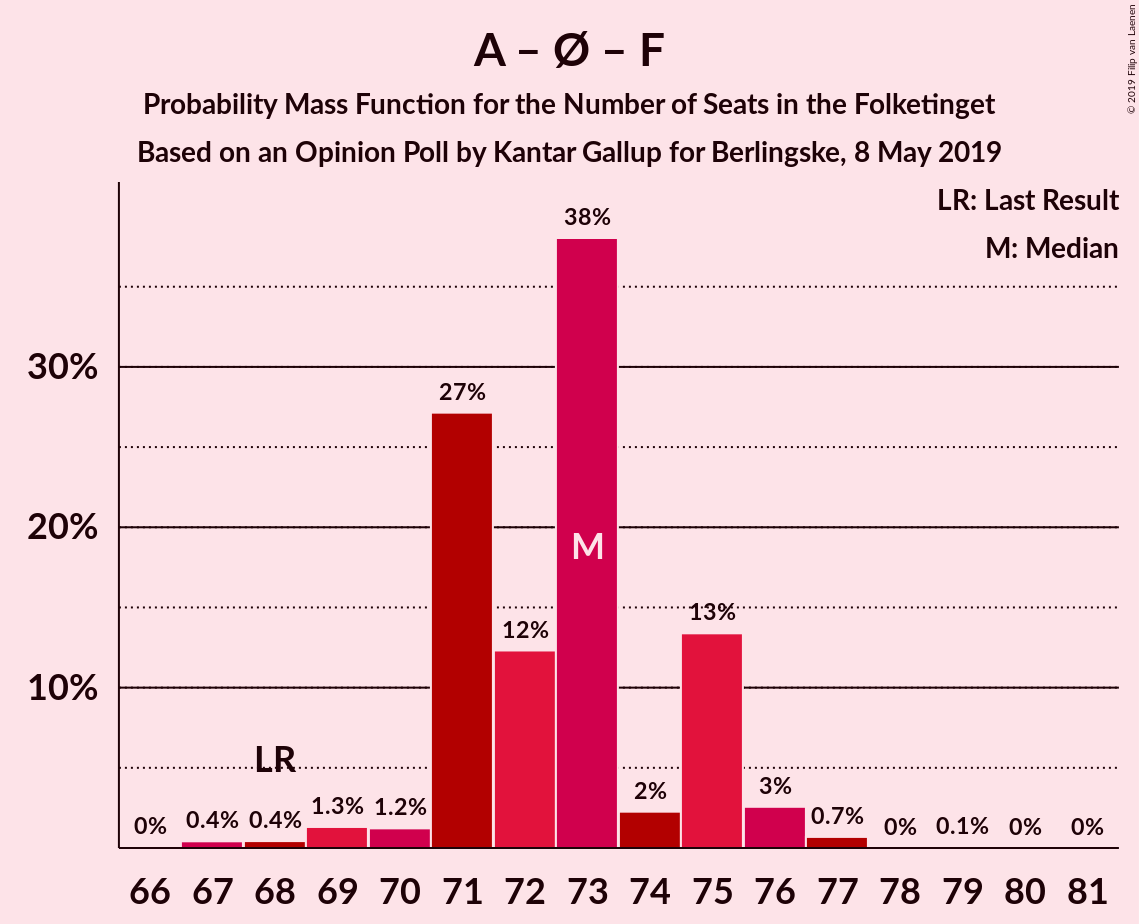 A – Ø – F
Probability Mass Function for the Number of Seats in the Folketinget
Based on an Opinion Poll by Kantar Gallup for Berlingske, 8 May 2019
© 2019 Filip van Laenen
LR: Last Result
M: Median
38%
30%
27%
20%
M
13%
12%
10%
LR
3%
2%
1.3%
1.2%
0.7%
0%
0.4%
0.4%
0%
0.1%
0%
0%
66 67 68 69 70 71 72 73 74 75 76 77 78 79 80 81